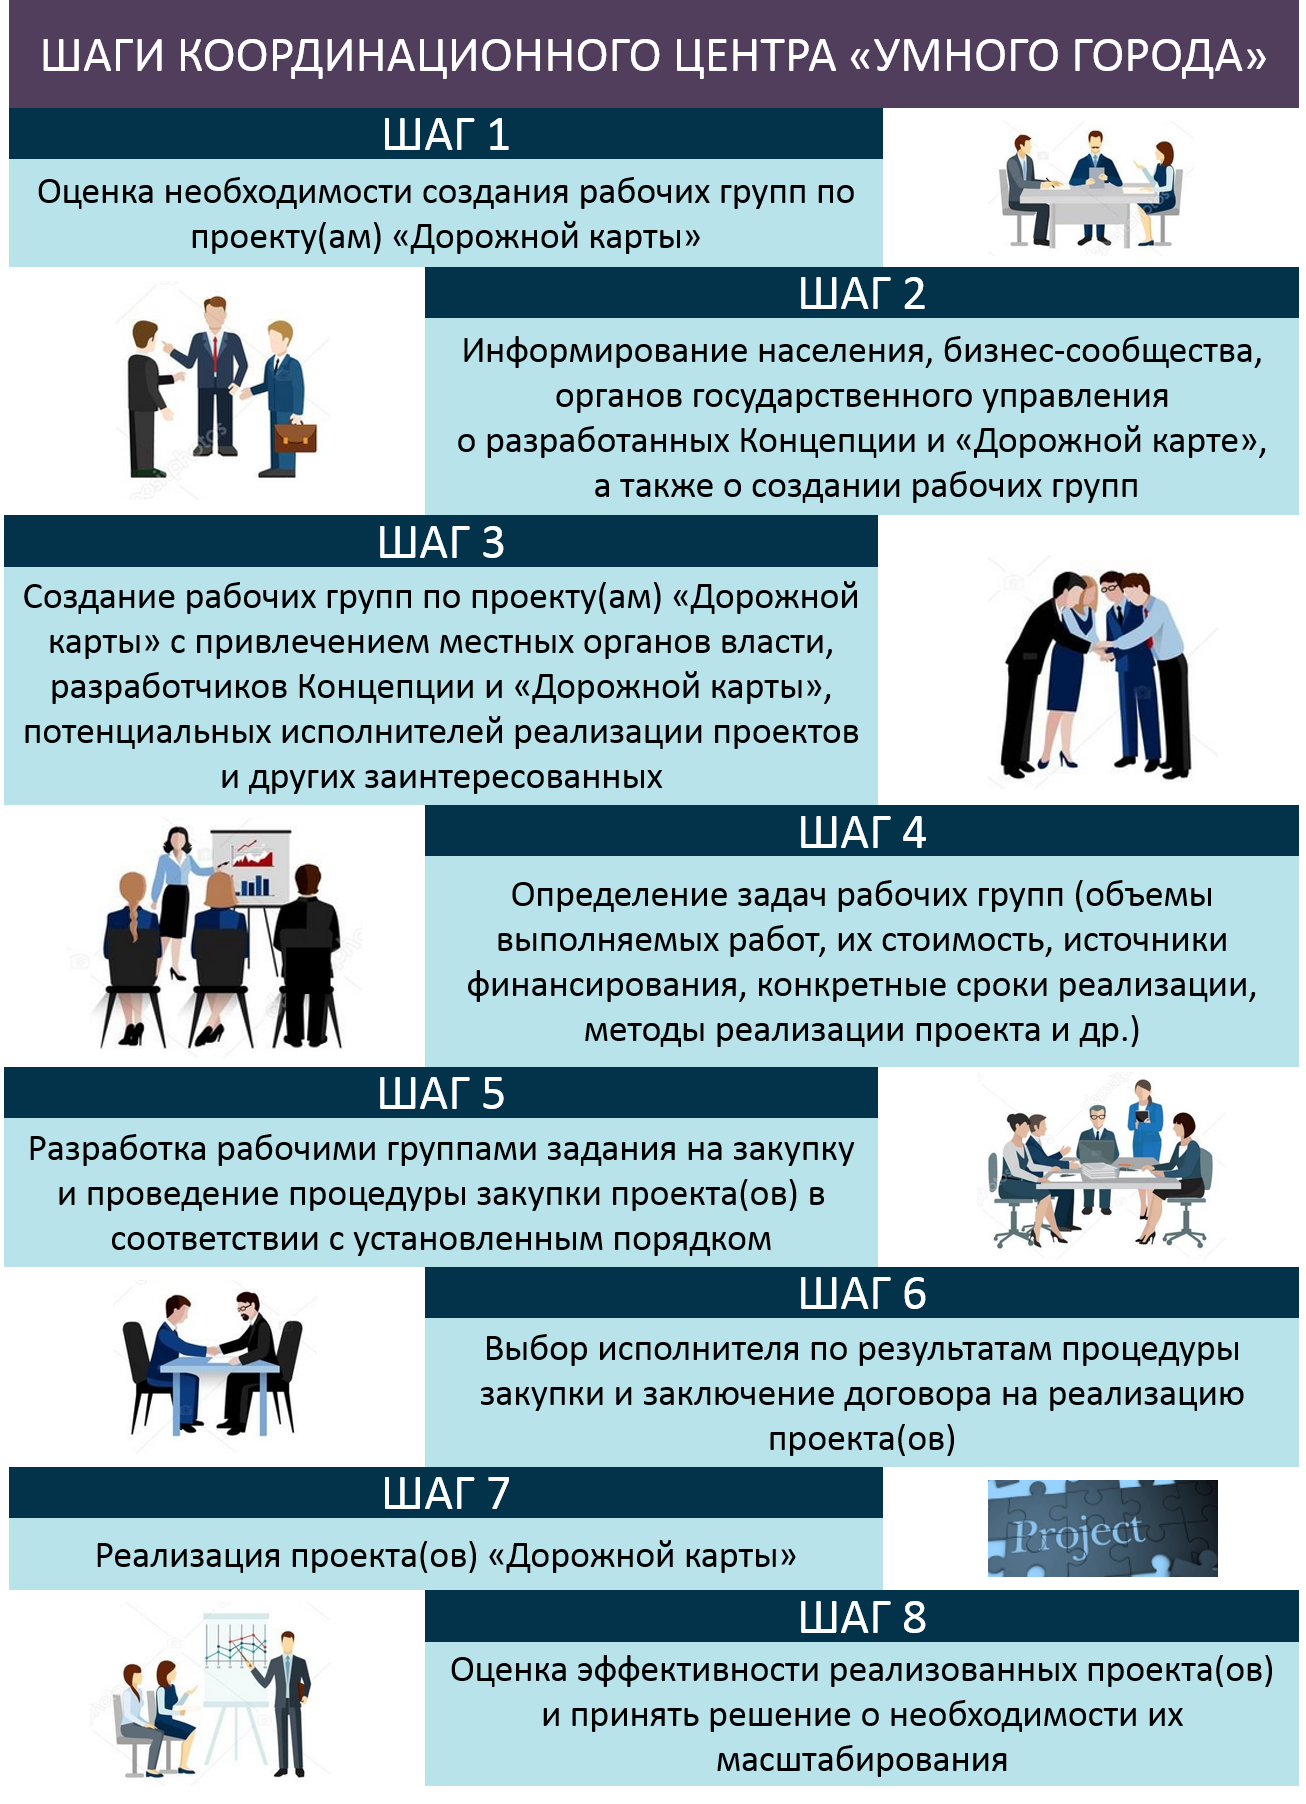 ШАГИ КООРДИНАЦИОННОГО ЦЕНТРА «УМНОГО ГОРОДА»
ШАГ 1
Оценка необходимости создания рабочих групп по
проекту(ам) «Дорожной карты»
ШАГ 2
Информирование населения, бизнес-сообщества,
органов государственного управления
о разработанных Концепции и «Дорожной карте»,
а также о создании рабочих групп
ШАГ 3
Создание рабочих групп по проекту(ам) «Дорожной
карты» с привлечением местных органов власти,
разработчиков Концепции и «Дорожной карты»,
потенциальных исполнителей реализации проектов
и других заинтересованных
ШАГ 4
Определение задач рабочих групп (объемы
выполняемых работ, их стоимость, источники
финансирования, конкретные сроки реализации,
методы реализации проекта и др.)
ШАГ 5
Разработка рабочими группами задания на закупку
и проведение процедуры закупки проекта(ов) в
соответствии с установленным порядком
ШАГ 6
Выбор исполнителя по результатам процедуры
закупки и заключение договора на реализацию
проекта(ов)
ШАГ 7
Реализация проекта(ов) «Дорожной карты»
Project
ШАГ 8
Оценка эффективности реализованных проекта(ов)
и принять решение о необходимости их
масштабирования